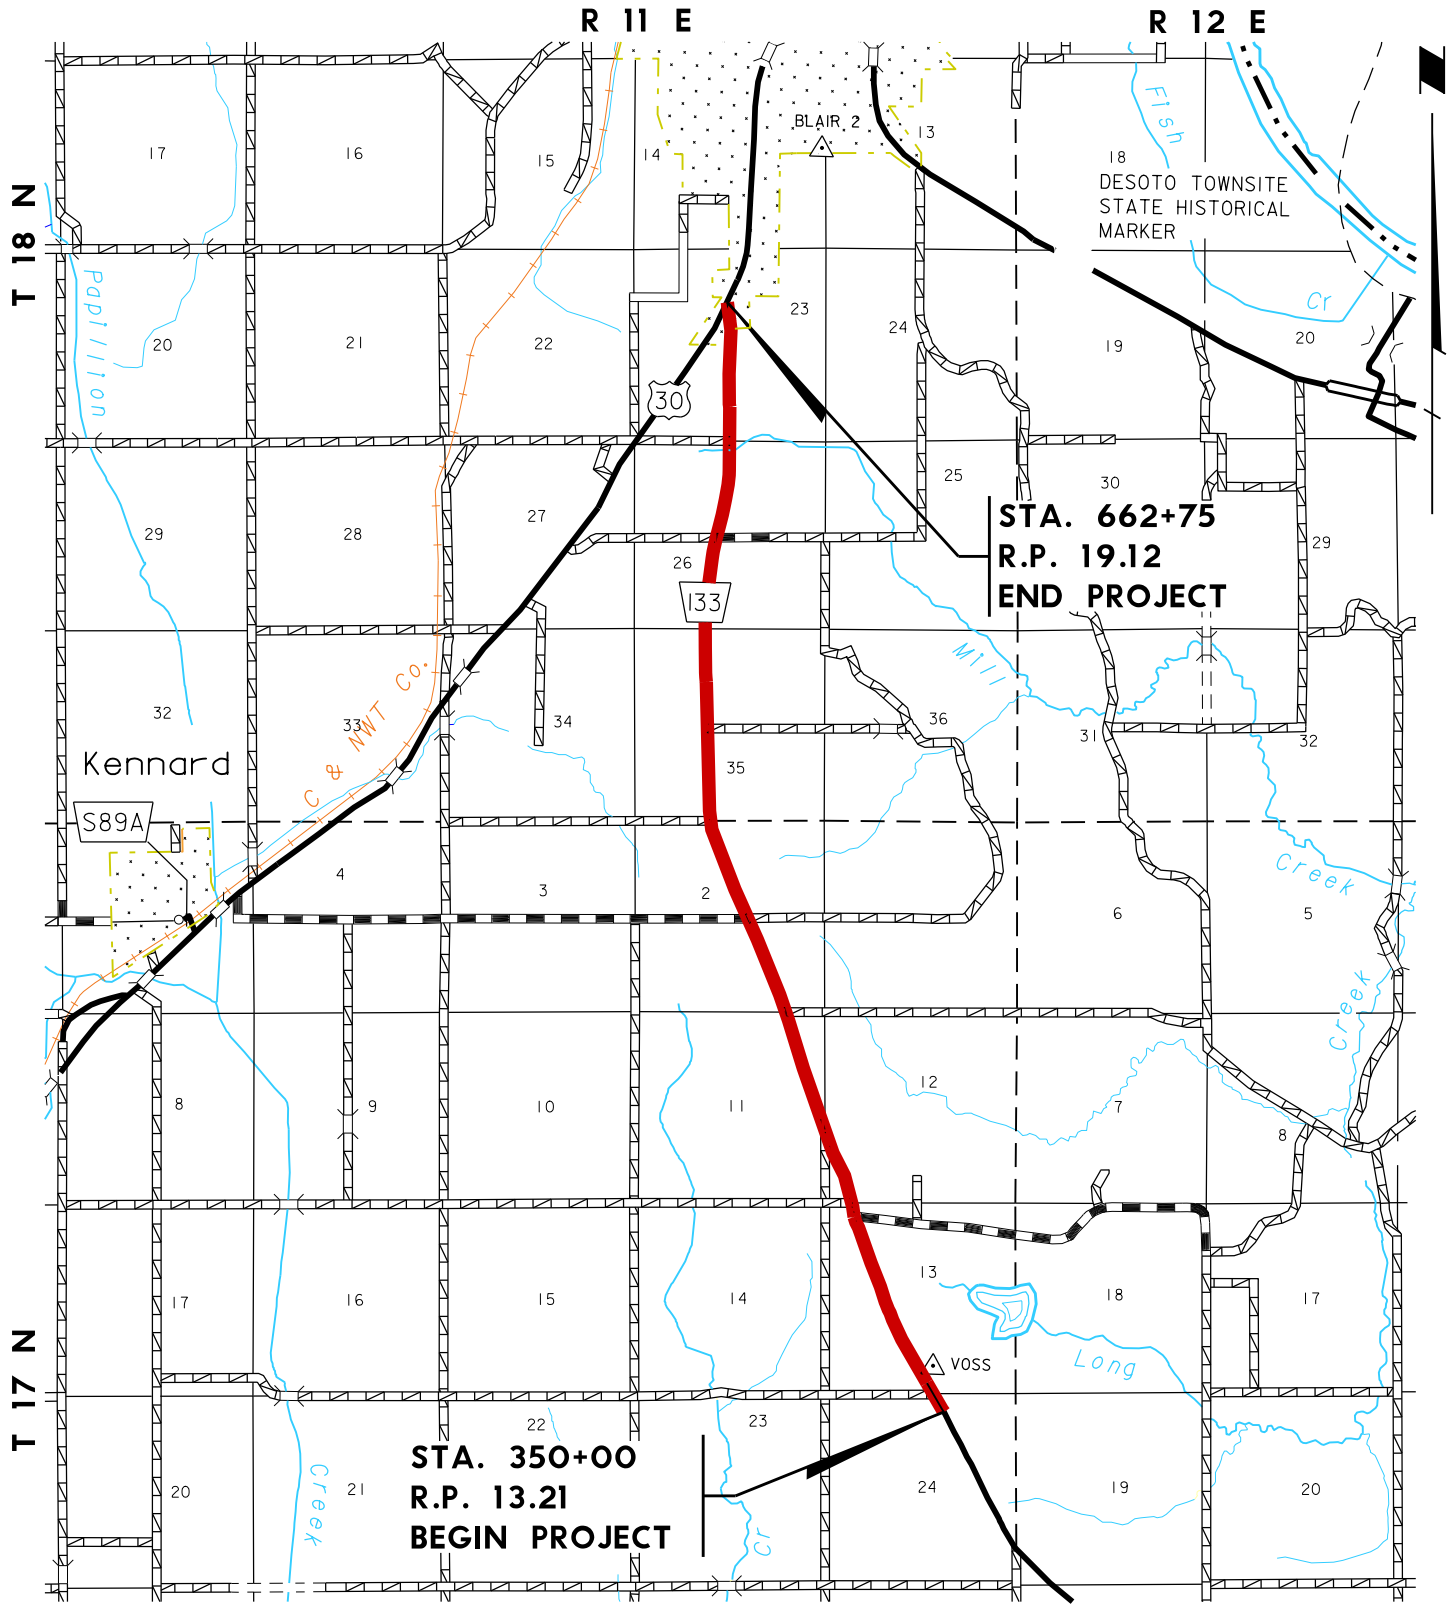 R 11 E
R 12 E
T 18 N
BLAIR 2
13
14
15
16
17
18
DESOTO TOWNSITE
STATE HISTORICAL
MARKER
Fish
Cr
Papillion
20
21
22
23
24
19
20
30
29
28
27
26
25
30
29
STA. 662+75
R.P. 19.12
END PROJECT
133
Mill
C & NWT Co.
32
33
34
35
36
31
32
Kennard
S89A
4
3
2
6
5
Creek
Creek
8
9
10
11
12
7
8
T 17 N
17
16
15
14
13
18
17
VOSS
Long
22
23
STA. 350+00
R.P. 13.21
BEGIN PROJECT
20
21
24
19
20
Creek
Cr